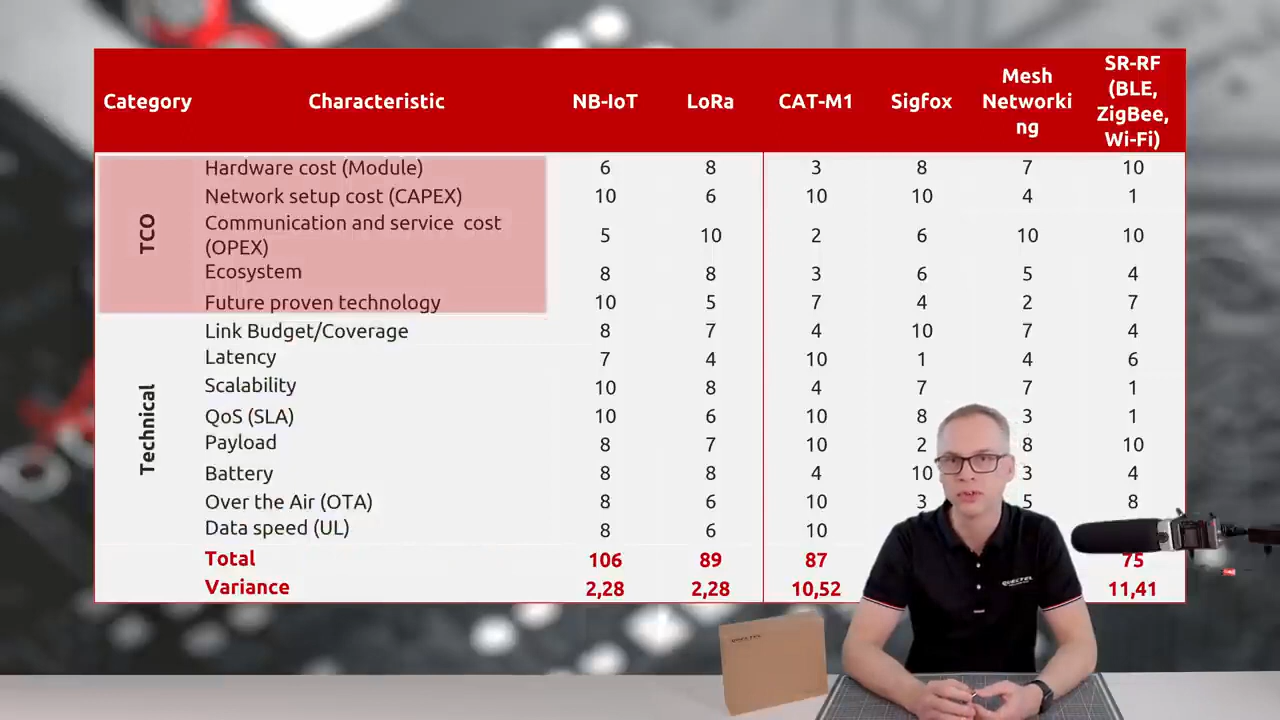 Category Characteristic NB-IoT LoRa CAT-M1 Sigfox Mesh Networki ng SR-RF (BLE, ZigBee, Wi-Fi)
TCO
Hardware cost (Module) 6 8 3 8 7 10
Network setup cost (CAPEX) 10 6 10 10 4 1
Communication and service cost (OPEX) 5 10 2 6 10 10
Ecosystem 8 8 3 6 5 4
Future proven technology 10 5 7 4 2 7
Technical
Link Budget/Coverage 8 7 4 10 7 4
Latency 7 4 10 1 4 6
Scalability 10 8 4 7 7 1
QoS (SLA) 10 6 10 8 3 1
Payload 8 7 10 2 8 10
Battery 8 8 4 10 3 4
Over the Air (OTA) 8 6 10 3 5 8
Data speed (UL) 8 6 10
Total 106 89 87 75
Variance 2,28 2,28 10,52 11,41
QUECTEL
QUECTEL